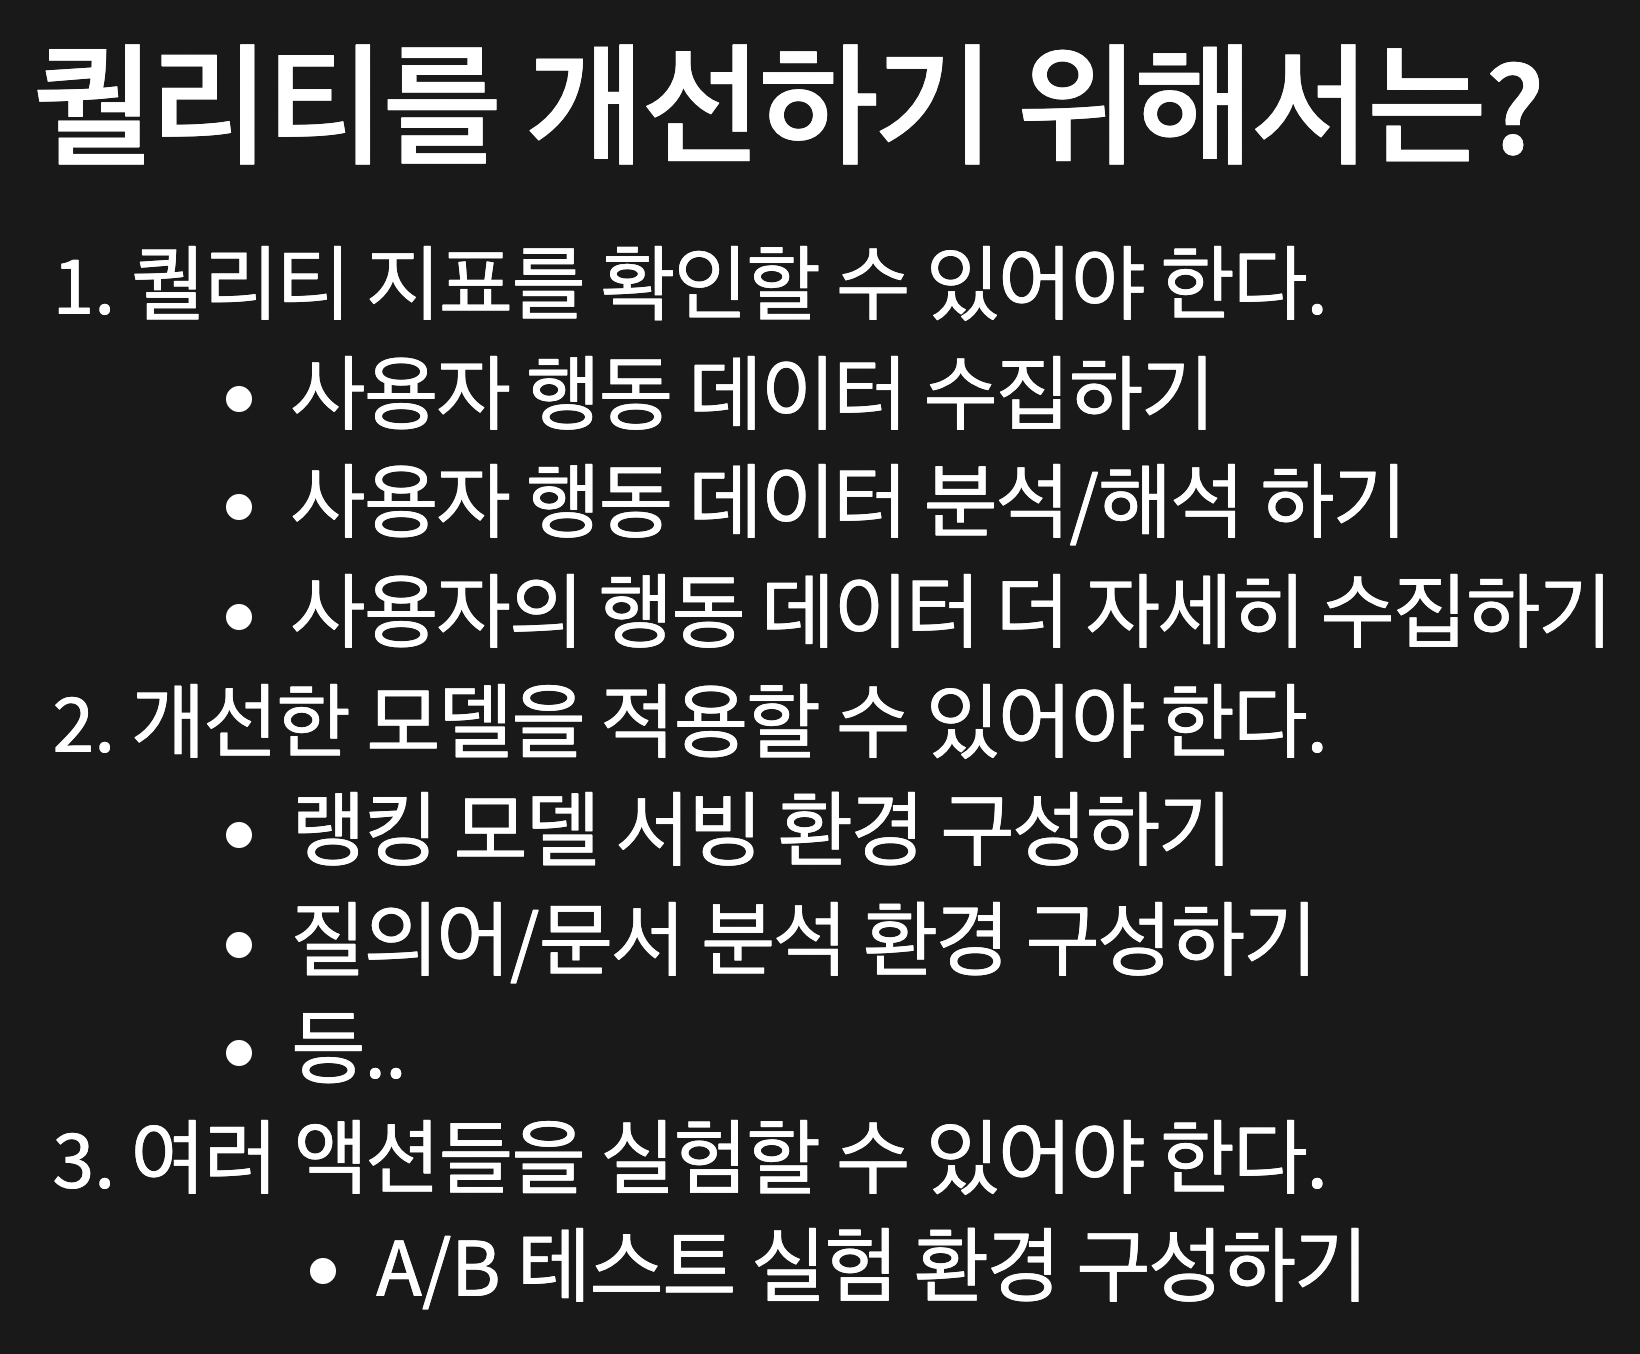 퀄리티를 개선하기 위해서는?
1. 퀄리티 지표를 확인할 수 있어야 한다.
• 사용자 행동 데이터 수집하기
• 사용자 행동 데이터 분석/해석 하기
• 사용자의 행동 데이터 더 자세히 수집하기
2. 개선한 모델을 적용할 수 있어야 한다.
• 랭킹 모델 서빙 환경 구성하기
• 질의어/문서 분석 환경 구성하기
• 등..
3. 여러 액션들을 실험할 수 있어야 한다.
• A/B 테스트 실험 환경 구성하기